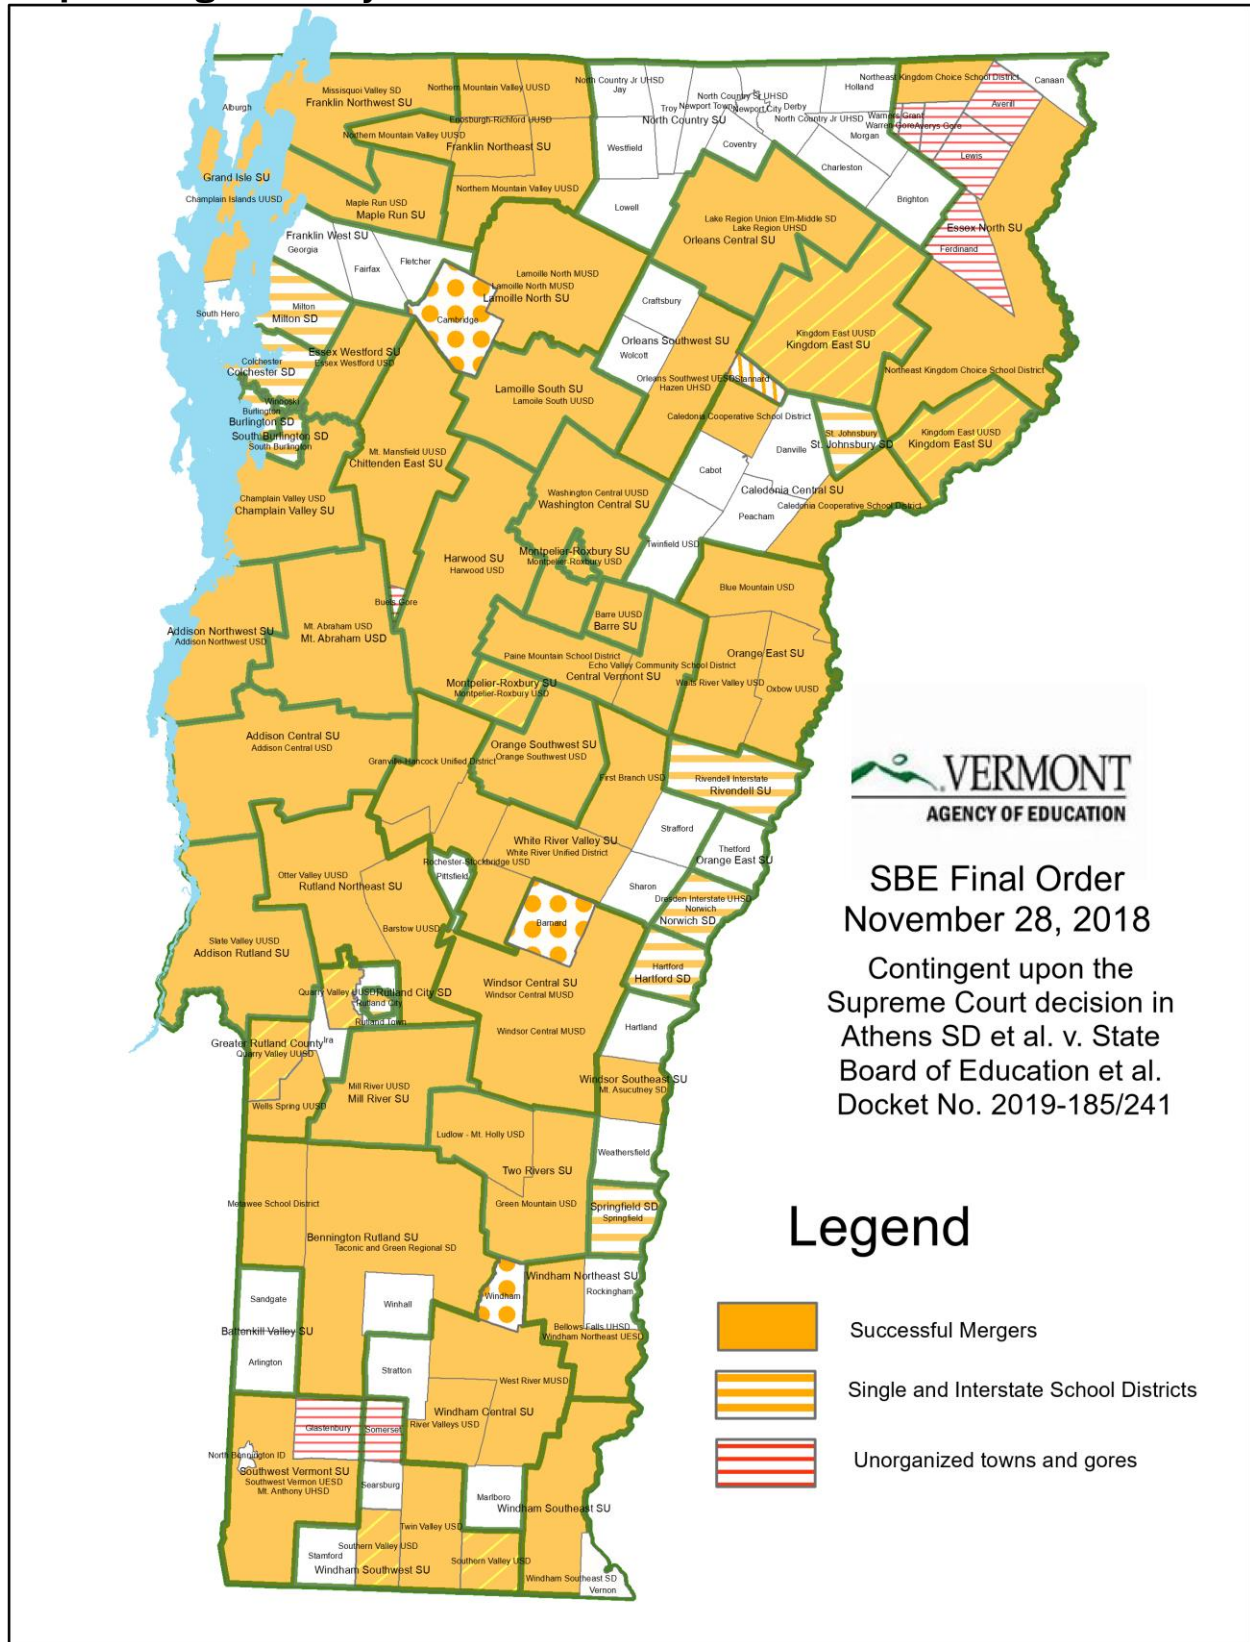 Alburgh
Missisquoi Valley SD
Franklin Northwest SU
Northern Mountain Valley UUSD
Enosburgh-Richford UUSD
Northern Mountain Valley UUSD
Franklin Northeast SU
Northern Mountain Valley UUSD
North Country Jr UHSD
Jay
Troy
Newport Town
North Country Sr UHSD
Newport City
Derby
North Country SU
North Country Jr UHSD
Holland
Morgan
Northeast Kingdom Choice School District
Canaan
Averill
Warners Grant
Warren Gore
Averys Gore
Lewis
Westfield
Coventry
Charleston
Brighton
Lowell
Grand Isle SU
Champlain Islands UUSD
Maple Run USD
Maple Run SU
Franklin West SU
Georgia
Fairfax
Fletcher
Lake Region Union Elm-Middle SD
Lake Region UHSD
Orleans Central SU
Essex North SU
Ferdinand
South Hero
Milton
Milton SD
Cambridge
Lamoille North MUSD
Lamoille North MUSD
Lamoille North SU
Craftsbury
Orleans Southwest SU
Wolcott
Kingdom East UUSD
Kingdom East SU
Colchester
Colchester SD
Essex Westford SU
Essex Westford USD
Lamoille South SU
Lamoile South UUSD
Orleans Southwest UESD
Hazen UHSD
Stannard
Northeast Kingdom Choice School District
Winooski
Burlington
Burlington SD
South Burlington SD
South Burlington
Caledonia Cooperative School District
St. Johnsbury
St. Johnsbury SD
Kingdom East UUSD
Kingdom East SU
Mt. Mansfield UUSD
Chittenden East SU
Danville
Cabot
Caledonia Central SU
Caledonia Cooperative School District
Peacham
Champlain Valley USD
Champlain Valley SU
Washington Central UUSD
Washington Central SU
Twinfield USD
Harwood SU
Harwood USD
Montpelier-Roxbury SU
Montpelier-Roxbury USD
Blue Mountain USD
Buels Gore
Barre UUSD
Barre SU
Addison Northwest SU
Addison Northwest USD
Mt. Abraham USD
Mt. Abraham USD
Paine Mountain School District
Echo Valley Community School District
Central Vermont SU
Orange East SU
Waits River Valley USD
Oxbow UUSD
Montpelier-Roxbury SU
Montpelier-Roxbury USD
Addison Central SU
Addison Central USD
Orange Southwest SU
Orange Southwest USD
Granville-Hancock Unified District
First Branch USD
Rivendell Interstate
Rivendell SU
Strafford
Thetford
Orange East SU
White River Valley SU
White River Unified District
Rochester-Stockbridge USD
Pittsfield
Sharon
Dresden Interstate UHSD
Norwich
Norwich SD
Otter Valley UUSD
Rutland Northeast SU
Barnard
Barstow UUSD
Slate Valley UUSD
Addison Rutland SU
Hartford
Hartford SD
Windsor Central SU
Windsor Central MUSD
Quarry Valley UUSD
Rutland City SD
Rutland City
Rutland Town
Windsor Central MUSD
Hartland
Greater Rutland County
Ira
Quarry Valley UUSD
Wells Spring UUSD
Mill River UUSD
Mill River SU
Windsor Southeast SU
Mt. Asucutney SD
Ludlow - Mt. Holly USD
Weathersfield
Two Rivers SU
Green Mountain USD
Springfield SD
Springfield
Metawee School District
Bennington Rutland SU
Taconic and Green Regional SD
Windham Northeast SU
Rockingham
Windham
Bellows Falls UHSD
Windham Northeast UESD
Sandgate
Battenkill Valley SU
Arlington
Winhall
Stratton
West River MUSD
Windham Central SU
River Valleys USD
Glastenbury
Somerset
North Bennington ID
Southwest Vermont SU
Southwest Vermon UESD
Mt. Anthony UHSD
Searsburg
Marlboro
Windham Southeast SU
Twin Valley USD
Southern Valley USD
Stamford
Windham Southwest SU
Southern Valley USD
Windham Southeast SD
Vernon
VERMONT
AGENCY OF EDUCATION
SBE Final Order
November 28, 2018
Contingent upon the
Supreme Court decision in
Athens SD et al. v. State
Board of Education et al.
Docket No. 2019-185/241
Legend
Successful Mergers
Single and Interstate School Districts
Unorganized towns and gores